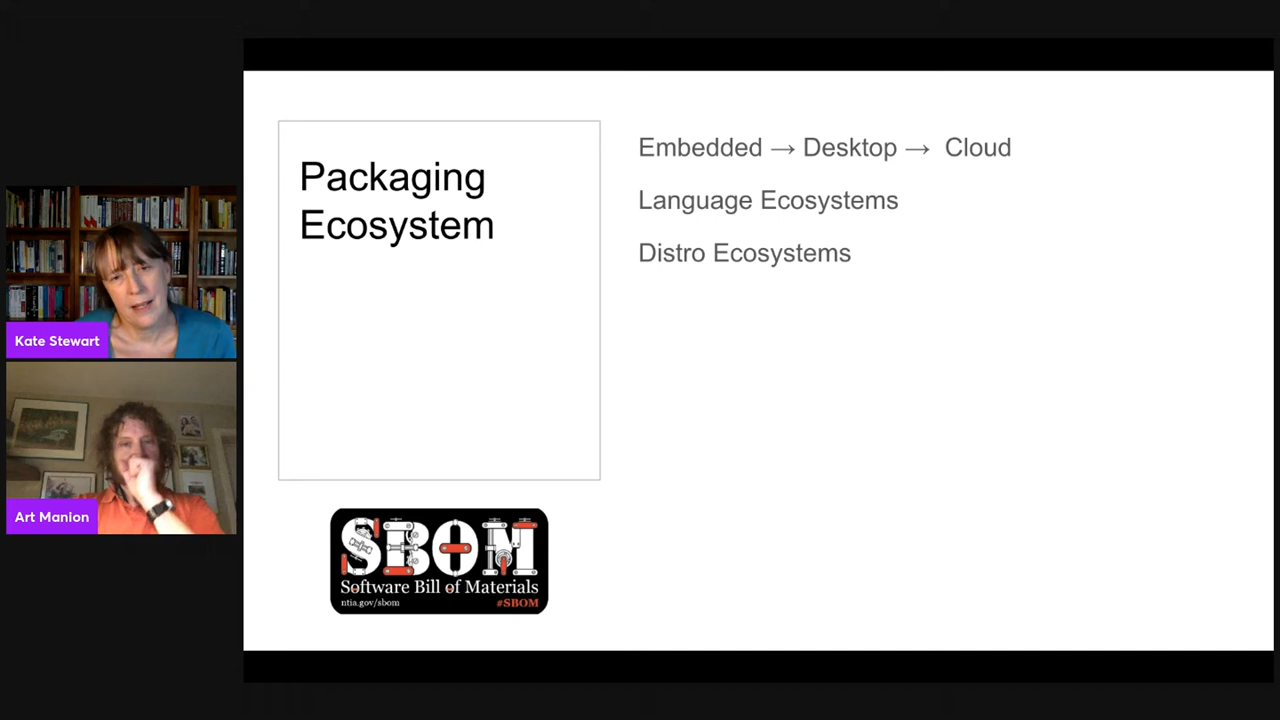 Packaging
Ecosystem
Embedded → Desktop → Cloud
Language Ecosystems
Distro Ecosystems
Kate Stewart
Art Manion
SBOM
Software Bill of Materials
ntia.gov/sbom
#SBOM